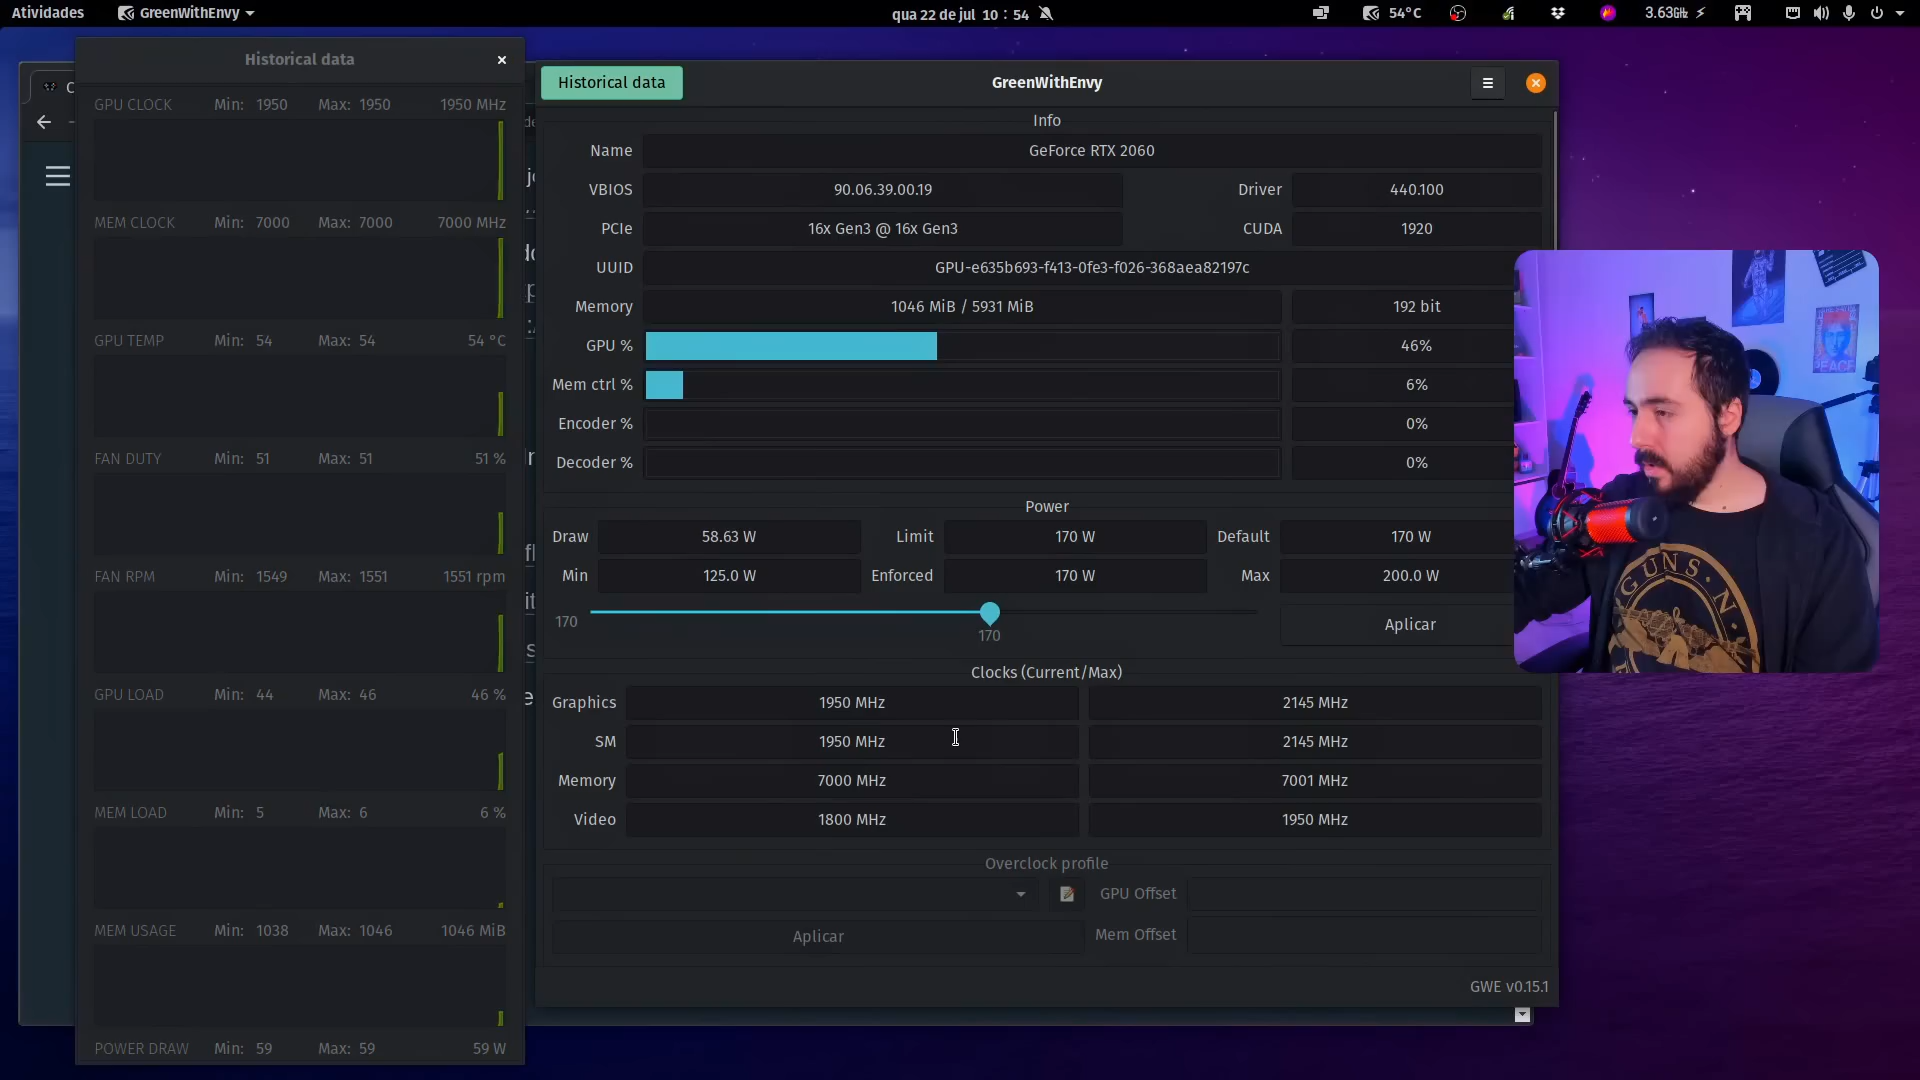 Atividades GreenWithEnvy qua 22 de jul 10 : 54 54°C 3.63GHz
Historical data
GPU CLOCK Min: 1950 Max: 1950 1950 MHz
MEM CLOCK Min: 7000 Max: 7000 7000 MHz
GPU TEMP Min: 54 Max: 54 54 °C
FAN DUTY Min: 51 Max: 51 51 %
FAN RPM Min: 1549 Max: 1551 1551 rpm
GPU LOAD Min: 44 Max: 46 46 %
MEM LOAD Min: 5 Max: 6 6 %
MEM USAGE Min: 1038 Max: 1046 1046 MiB
POWER DRAW Min: 59 Max: 59 59 W
Historical data GreenWithEnvy
Info
Name GeForce RTX 2060
VBIOS 90.06.39.00.19 Driver 440.100
PCIe 16x Gen3 @ 16x Gen3 CUDA 1920
UUID GPU-e635b693-f413-0fe3-f026-368aea82197c
Memory 1046 MiB / 5931 MiB 192 bit
GPU % 46%
Mem ctrl % 6%
Encoder % 0%
Decoder % 0%
Power
Draw 58.63 W Limit 170 W Default 170 W
Min 125.0 W Enforced 170 W Max 200.0 W
170 170 Aplicar
Clocks (Current/Max)
Graphics 1950 MHz 2145 MHz
SM 1950 MHz 2145 MHz
Memory 7000 MHz 7001 MHz
Video 1800 MHz 1950 MHz
Overclock profile
GPU Offset
Aplicar Mem Offset
GWE v0.15.1
PEACE
GUNS N